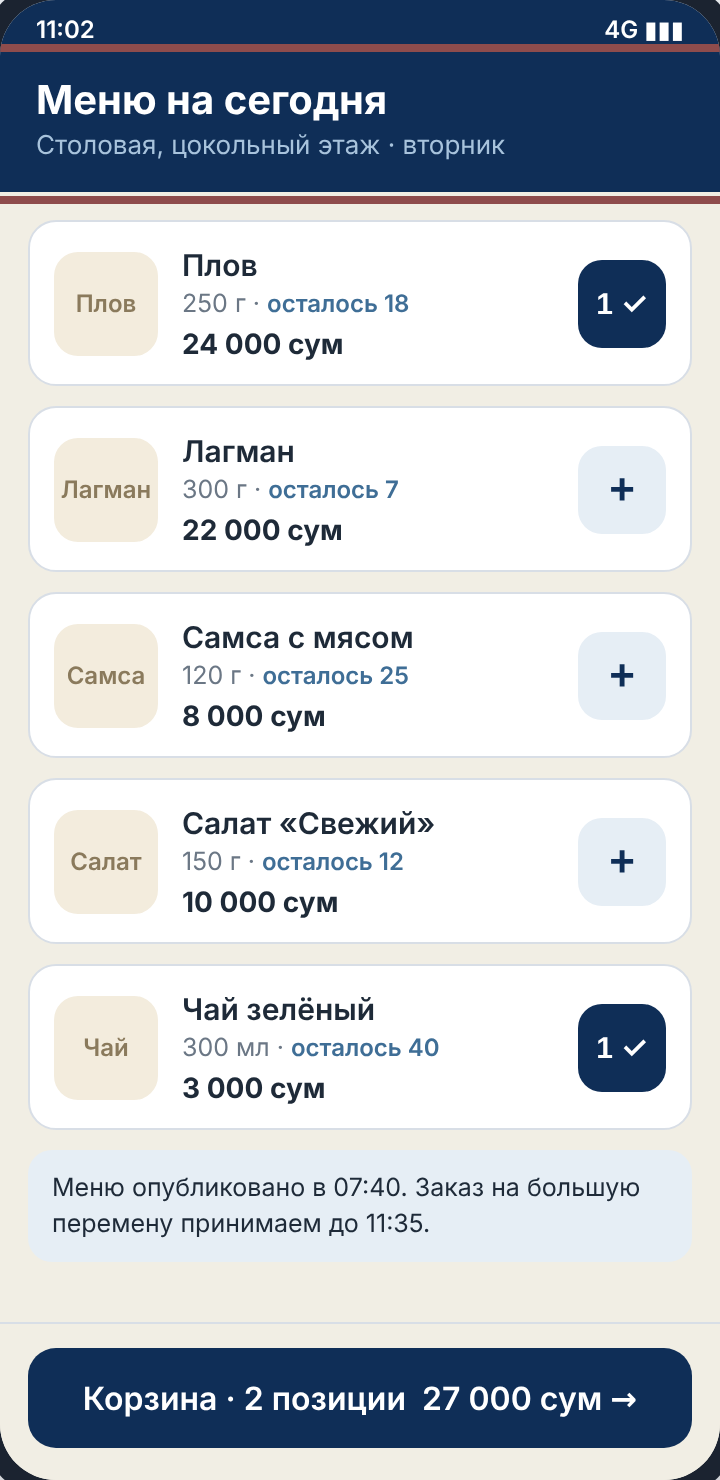 11:02 4G
Меню на сегодня
Столовая, цокольный этаж · вторник
Плов
Плов
250 г · осталось 18
24 000 сум
1 ✓
Лагман
Лагман
300 г · осталось 7
22 000 сум
+
Самса
Самса с мясом
120 г · осталось 25
8 000 сум
+
Салат
Салат «Свежий»
150 г · осталось 12
10 000 сум
+
Чай
Чай зелёный
300 мл · осталось 40
3 000 сум
1 ✓
Меню опубликовано в 07:40. Заказ на большую
перемену принимаем до 11:35.
Корзина · 2 позиции 27 000 сум →